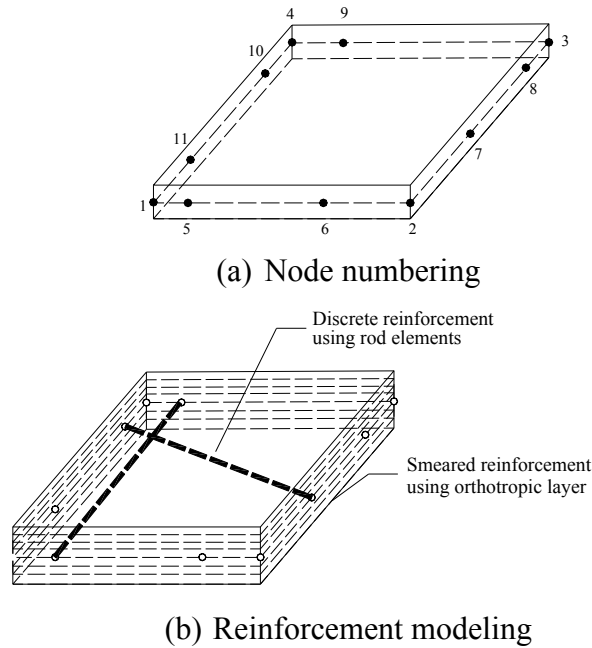 4 9
10 3
8
11
7
1
5 6 2
(a) Node numbering
Discrete reinforcement
using rod elements
Smeared reinforcement
using orthotropic layer
(b) Reinforcement modeling